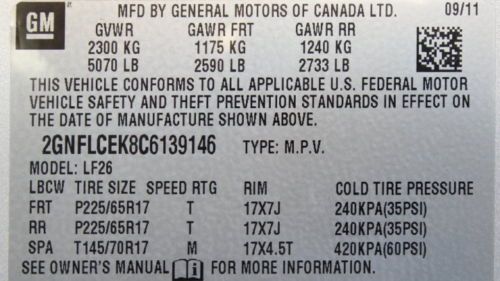 GM
MFD BY GENERAL MOTORS OF CANADA LTD. 09/11
GVWR GAWR FRT GAWR RR
2300 KG 1175 KG 1240 KG
5070 LB 2590 LB 2733 LB
THIS VEHICLE CONFORMS TO ALL APPLICABLE U.S. FEDERAL MOTOR
VEHICLE SAFETY AND THEFT PREVENTION STANDARDS IN EFFECT ON
THE DATE OF MANUFACTURE SHOWN ABOVE.
2GNFLCEK8C6139146 TYPE: M.P.V.
MODEL: LF26
LBCW TIRE SIZE SPEED RTG RIM COLD TIRE PRESSURE
FRT P225/65R17 T 17X7J 240KPA(35PSI)
RR P225/65R17 T 17X7J 240KPA(35PSI)
SPA T145/70R17 M 17X4.5T 420KPA(60PSI)
SEE OWNER'S MANUAL FOR MORE INFORMATION.